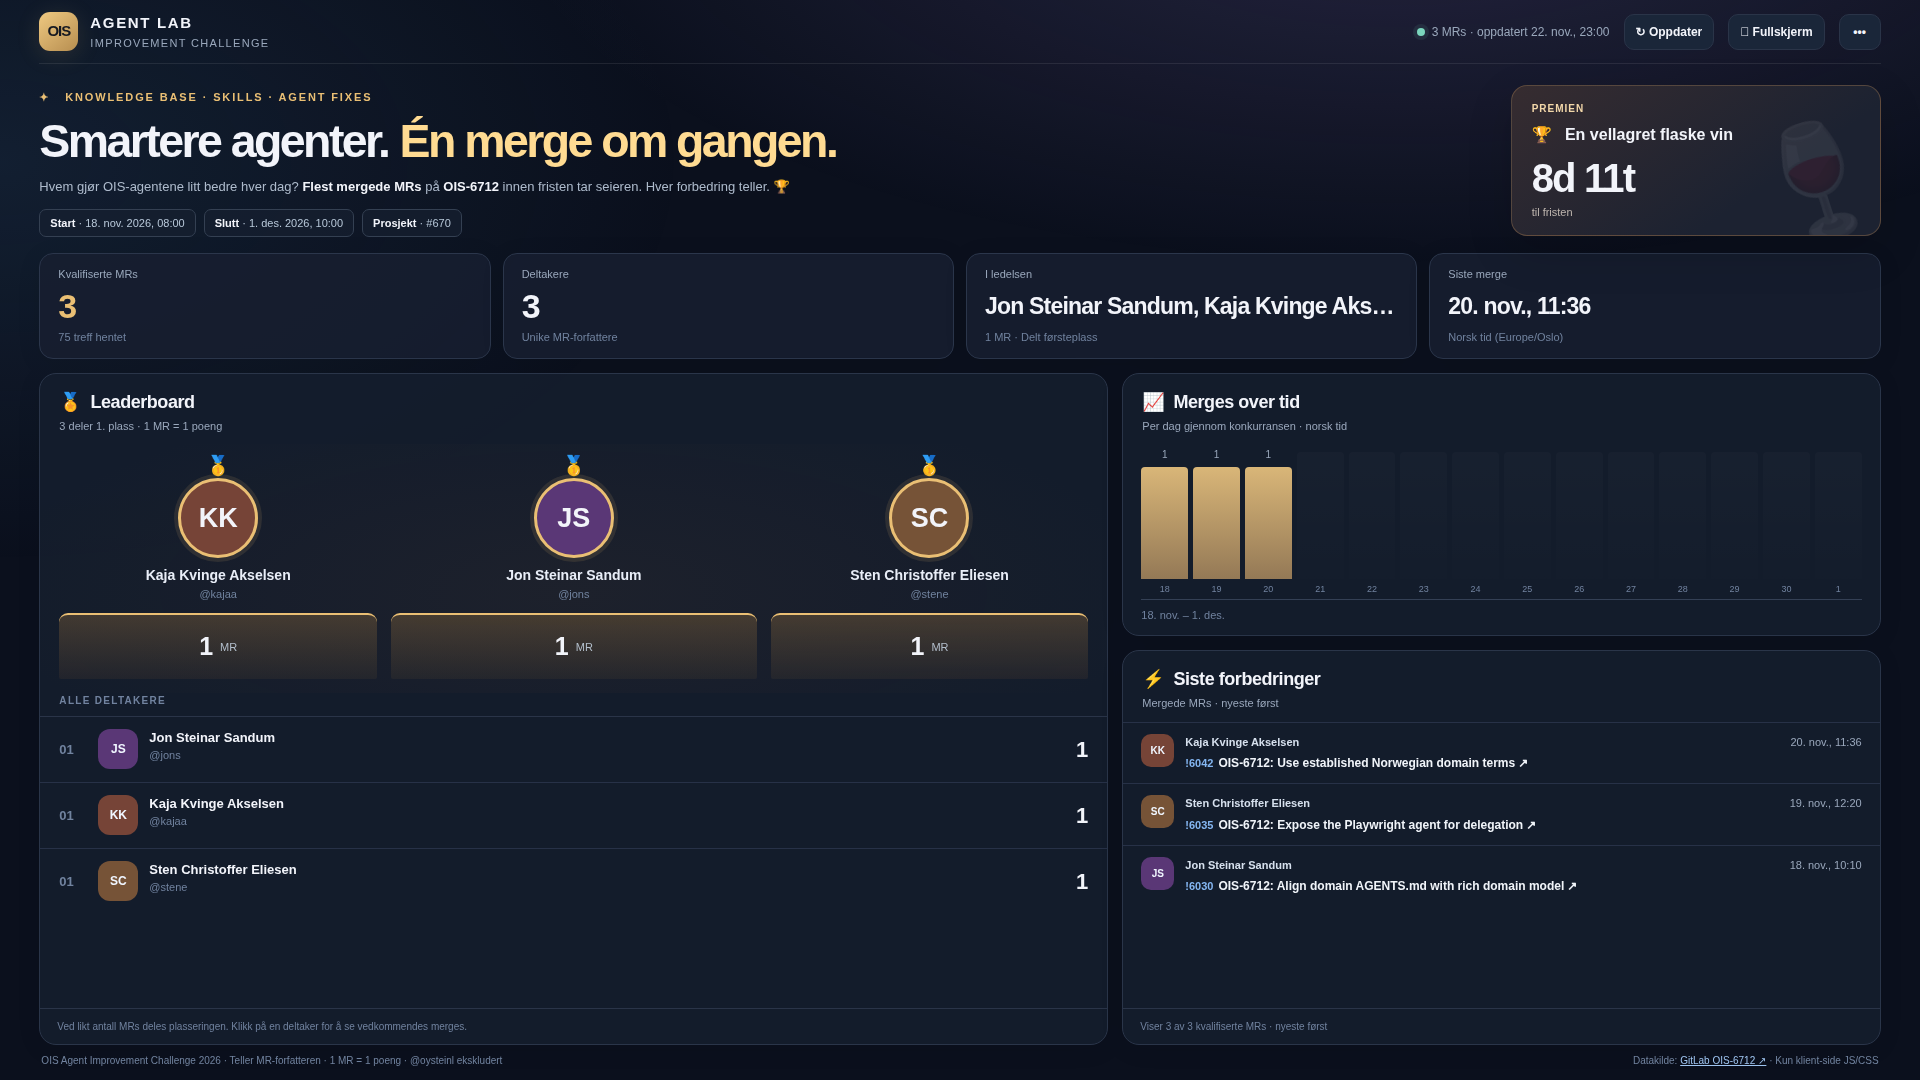 OIS
AGENT LAB
IMPROVEMENT CHALLENGE
3 MRs · oppdatert 22. nov., 23:00
↻ Oppdater
Fullskjerm
•••
✦ KNOWLEDGE BASE · SKILLS · AGENT FIXES
Smartere agenter. Én merge om gangen.
Hvem gjør OIS-agentene litt bedre hver dag? Flest mergede MRs på OIS-6712 innen fristen tar seieren. Hver forbedring teller. 🏆
Start · 18. nov. 2026, 08:00
Slutt · 1. des. 2026, 10:00
Prosjekt · #670
PREMIEN
🏆 En vellagret flaske vin
8d 11t
til fristen
Kvalifiserte MRs
3
75 treff hentet
Deltakere
3
Unike MR-forfattere
I ledelsen
Jon Steinar Sandum, Kaja Kvinge Aks…
1 MR · Delt førsteplass
Siste merge
20. nov., 11:36
Norsk tid (Europe/Oslo)
🏅 Leaderboard
3 deler 1. plass · 1 MR = 1 poeng
🥇
KK
Kaja Kvinge Akselsen
@kajaa
1 MR
🥇
JS
Jon Steinar Sandum
@jons
1 MR
🥇
SC
Sten Christoffer Eliesen
@stene
1 MR
ALLE DELTAKERE
01 JS Jon Steinar Sandum 1
@jons
01 KK Kaja Kvinge Akselsen 1
@kajaa
01 SC Sten Christoffer Eliesen 1
@stene
Ved likt antall MRs deles plasseringen. Klikk på en deltaker for å se vedkommendes merges.
📈 Merges over tid
Per dag gjennom konkurransen · norsk tid
1 1 1
18 19 20 21 22 23 24 25 26 27 28 29 30 1
18. nov. – 1. des.
⚡ Siste forbedringer
Mergede MRs · nyeste først
KK Kaja Kvinge Akselsen 20. nov., 11:36
!6042 OIS-6712: Use established Norwegian domain terms ↗
SC Sten Christoffer Eliesen 19. nov., 12:20
!6035 OIS-6712: Expose the Playwright agent for delegation ↗
JS Jon Steinar Sandum 18. nov., 10:10
!6030 OIS-6712: Align domain AGENTS.md with rich domain model ↗
Viser 3 av 3 kvalifiserte MRs · nyeste først
OIS Agent Improvement Challenge 2026 · Teller MR-forfatteren · 1 MR = 1 poeng · @oysteinl ekskludert
Datakilde: GitLab OIS-6712 ↗ · Kun klient-side JS/CSS